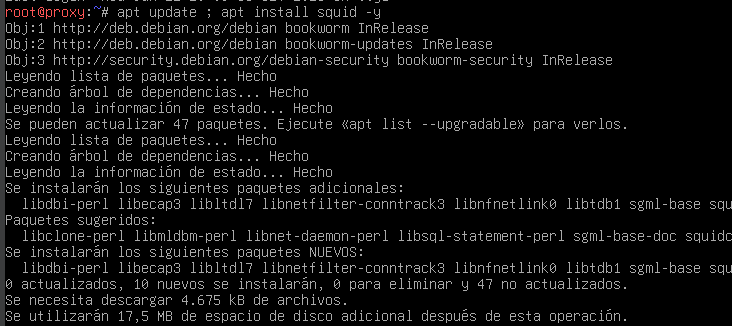 root@proxy:~# apt update ; apt install squid -y
Obj:1 http://deb.debian.org/debian bookworm InRelease
Obj:2 http://deb.debian.org/debian bookworm-updates InRelease
Obj:3 http://security.debian.org/debian-security bookworm-security InRelease
Leyendo lista de paquetes... Hecho
Creando árbol de dependencias... Hecho
Leyendo la información de estado... Hecho
Se pueden actualizar 47 paquetes. Ejecute «apt list --upgradable» para verlos.
Leyendo lista de paquetes... Hecho
Creando árbol de dependencias... Hecho
Leyendo la información de estado... Hecho
Se instalarán los siguientes paquetes adicionales:
  libdbi-perl libecap3 libltdl7 libnetfilter-conntrack3 libnfnetlink0 libtdb1 sgml-base squ
Paquetes sugeridos:
  libclone-perl libmldbm-perl libnet-daemon-perl libsql-statement-perl sgml-base-doc squidc
Se instalarán los siguientes paquetes NUEVOS:
  libdbi-perl libecap3 libltdl7 libnetfilter-conntrack3 libnfnetlink0 libtdb1 sgml-base squ
0 actualizados, 10 nuevos se instalarán, 0 para eliminar y 47 no actualizados.
Se necesita descargar 4.675 kB de archivos.
Se utilizarán 17,5 MB de espacio de disco adicional después de esta operación.